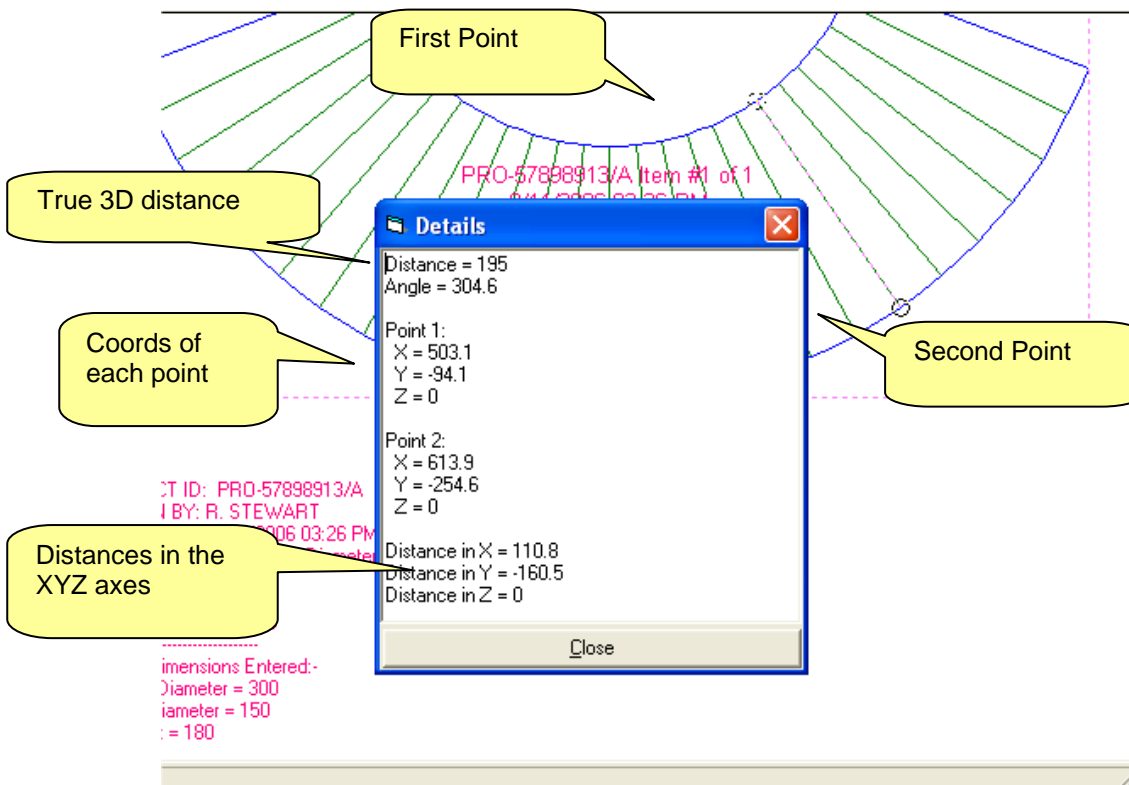 First Point
PRO-57898913/A Item #1 of 1
True 3D distance
Details
Distance = 195
Angle = 304.6
Point 1:
X = 503.1
Y = -94.1
Z = 0
Coords of
each point
Second Point
Point 2:
X = 613.9
Y = -254.6
Z = 0
CT ID: PRO-57898913/A
BY: R. STEWART
03:26 PM
Distances in the
XYZ axes
Distance in X = 110.8
Distance in Y = -160.5
Distance in Z = 0
Close
imensions Entered:-
Diameter = 300
iameter = 150
= 180